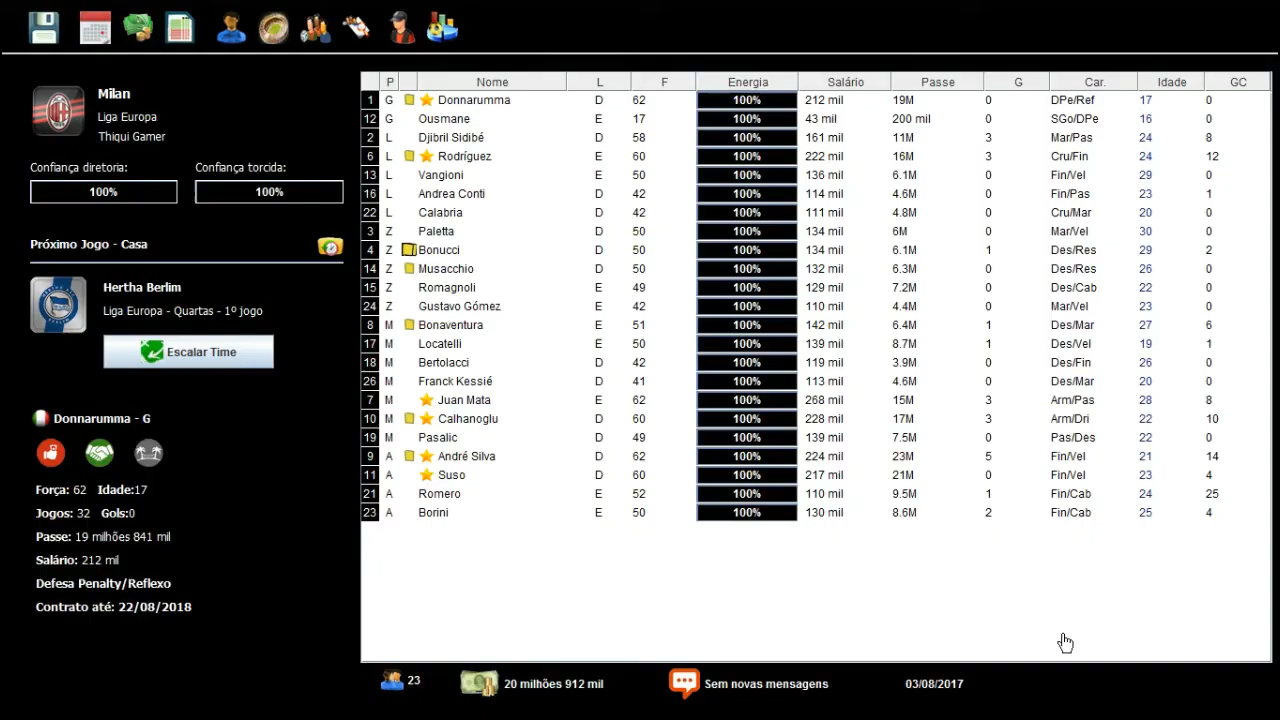 Milan
Liga Europa
Thiqui Gamer
Confiança diretoria: Confiança torcida:
100% 100%
Próximo Jogo - Casa
Hertha Berlim
Liga Europa - Quartas - 1º jogo
Escalar Time
Donnarumma - G
Força: 62 Idade:17
Jogos: 32 Gols:0
Passe: 19 milhões 841 mil
Salário: 212 mil
Defesa Penalty/Reflexo
Contrato até: 22/08/2018
P Nome L F Energia Salário Passe G Car. Idade GC
1 G Donnarumma D 62 100% 212 mil 19M 0 DPe/Ref 17 0
12 G Ousmane E 17 100% 43 mil 200 mil 0 SGo/DPe 16 0
2 L Djibril Sidibé D 58 100% 161 mil 11M 3 Mar/Pas 24 8
6 L Rodríguez E 60 100% 222 mil 16M 3 Cru/Fin 24 12
13 L Vangioni E 50 100% 136 mil 6.1M 0 Fin/Vel 29 0
16 L Andrea Conti D 42 100% 114 mil 4.6M 0 Fin/Pas 23 1
22 L Calabria D 42 100% 111 mil 4.8M 0 Cru/Mar 20 0
3 Z Paletta D 50 100% 134 mil 6M 0 Mar/Vel 30 0
4 Z Bonucci D 50 100% 134 mil 6.1M 1 Des/Res 29 2
14 Z Musacchio D 50 100% 132 mil 6.3M 0 Des/Res 26 0
15 Z Romagnoli E 49 100% 129 mil 7.2M 0 Des/Cab 22 0
24 Z Gustavo Gómez E 42 100% 110 mil 4.4M 0 Mar/Vel 23 0
8 M Bonaventura E 51 100% 142 mil 6.4M 1 Des/Mar 27 6
17 M Locatelli E 50 100% 139 mil 8.7M 1 Des/Vel 19 1
18 M Bertolacci D 42 100% 119 mil 3.9M 0 Des/Fin 26 0
26 M Franck Kessié D 41 100% 113 mil 4.6M 0 Des/Mar 20 0
7 M Juan Mata E 62 100% 268 mil 15M 3 Arm/Pas 28 8
10 M Calhanoglu D 60 100% 228 mil 17M 3 Arm/Dri 22 10
19 M Pasalic D 49 100% 139 mil 7.5M 0 Pas/Des 22 0
9 A André Silva D 62 100% 224 mil 23M 5 Fin/Vel 21 14
11 A Suso D 60 100% 217 mil 21M 0 Fin/Vel 23 4
21 A Romero E 52 100% 110 mil 9.5M 1 Fin/Cab 24 25
23 A Borini E 50 100% 130 mil 8.6M 2 Fin/Cab 25 4
23 20 milhões 912 mil Sem novas mensagens 03/08/2017